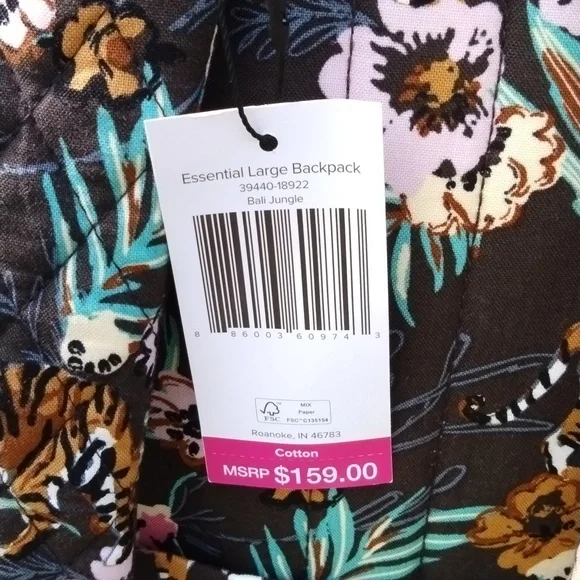 Essential Large Backpack
39440-18922
Bali Jungle
8 86003 60974 3
FSC
MIX
Paper
FSC™ C135154
Roanoke, IN 46783
Cotton
MSRP $159.00